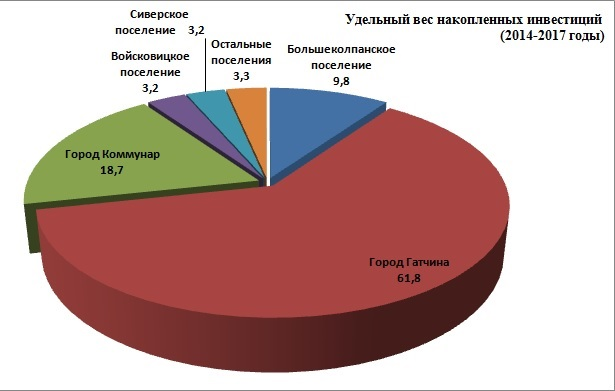 Удельный вес накопленных инвестиций
(2014-2017 годы)
Сиверское
поселение 3,2
Остальные
поселения
3,3
Большеколпанское
поселение
9,8
Войсковицкое
поселение
3,2
Город Коммунар
18,7
Город Гатчина
61,8